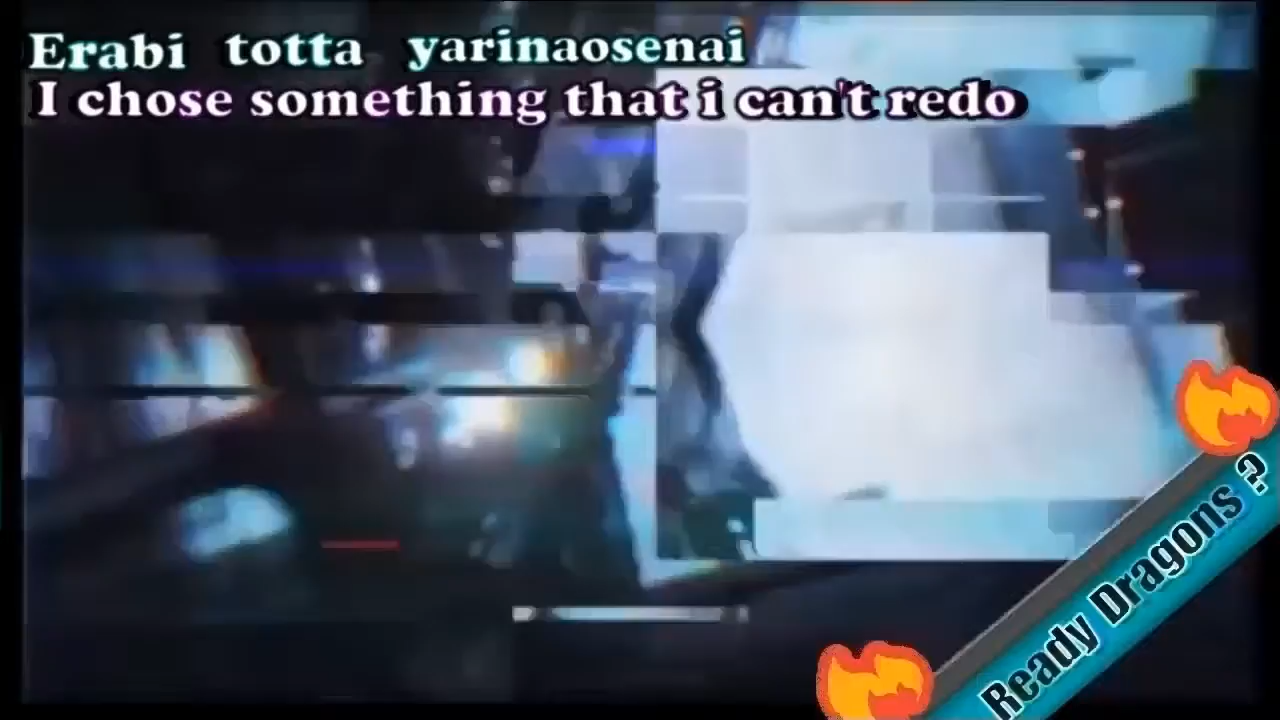 Erabi totta yarinaosenai
I chose something that i can't redo
Ready Dragons ?